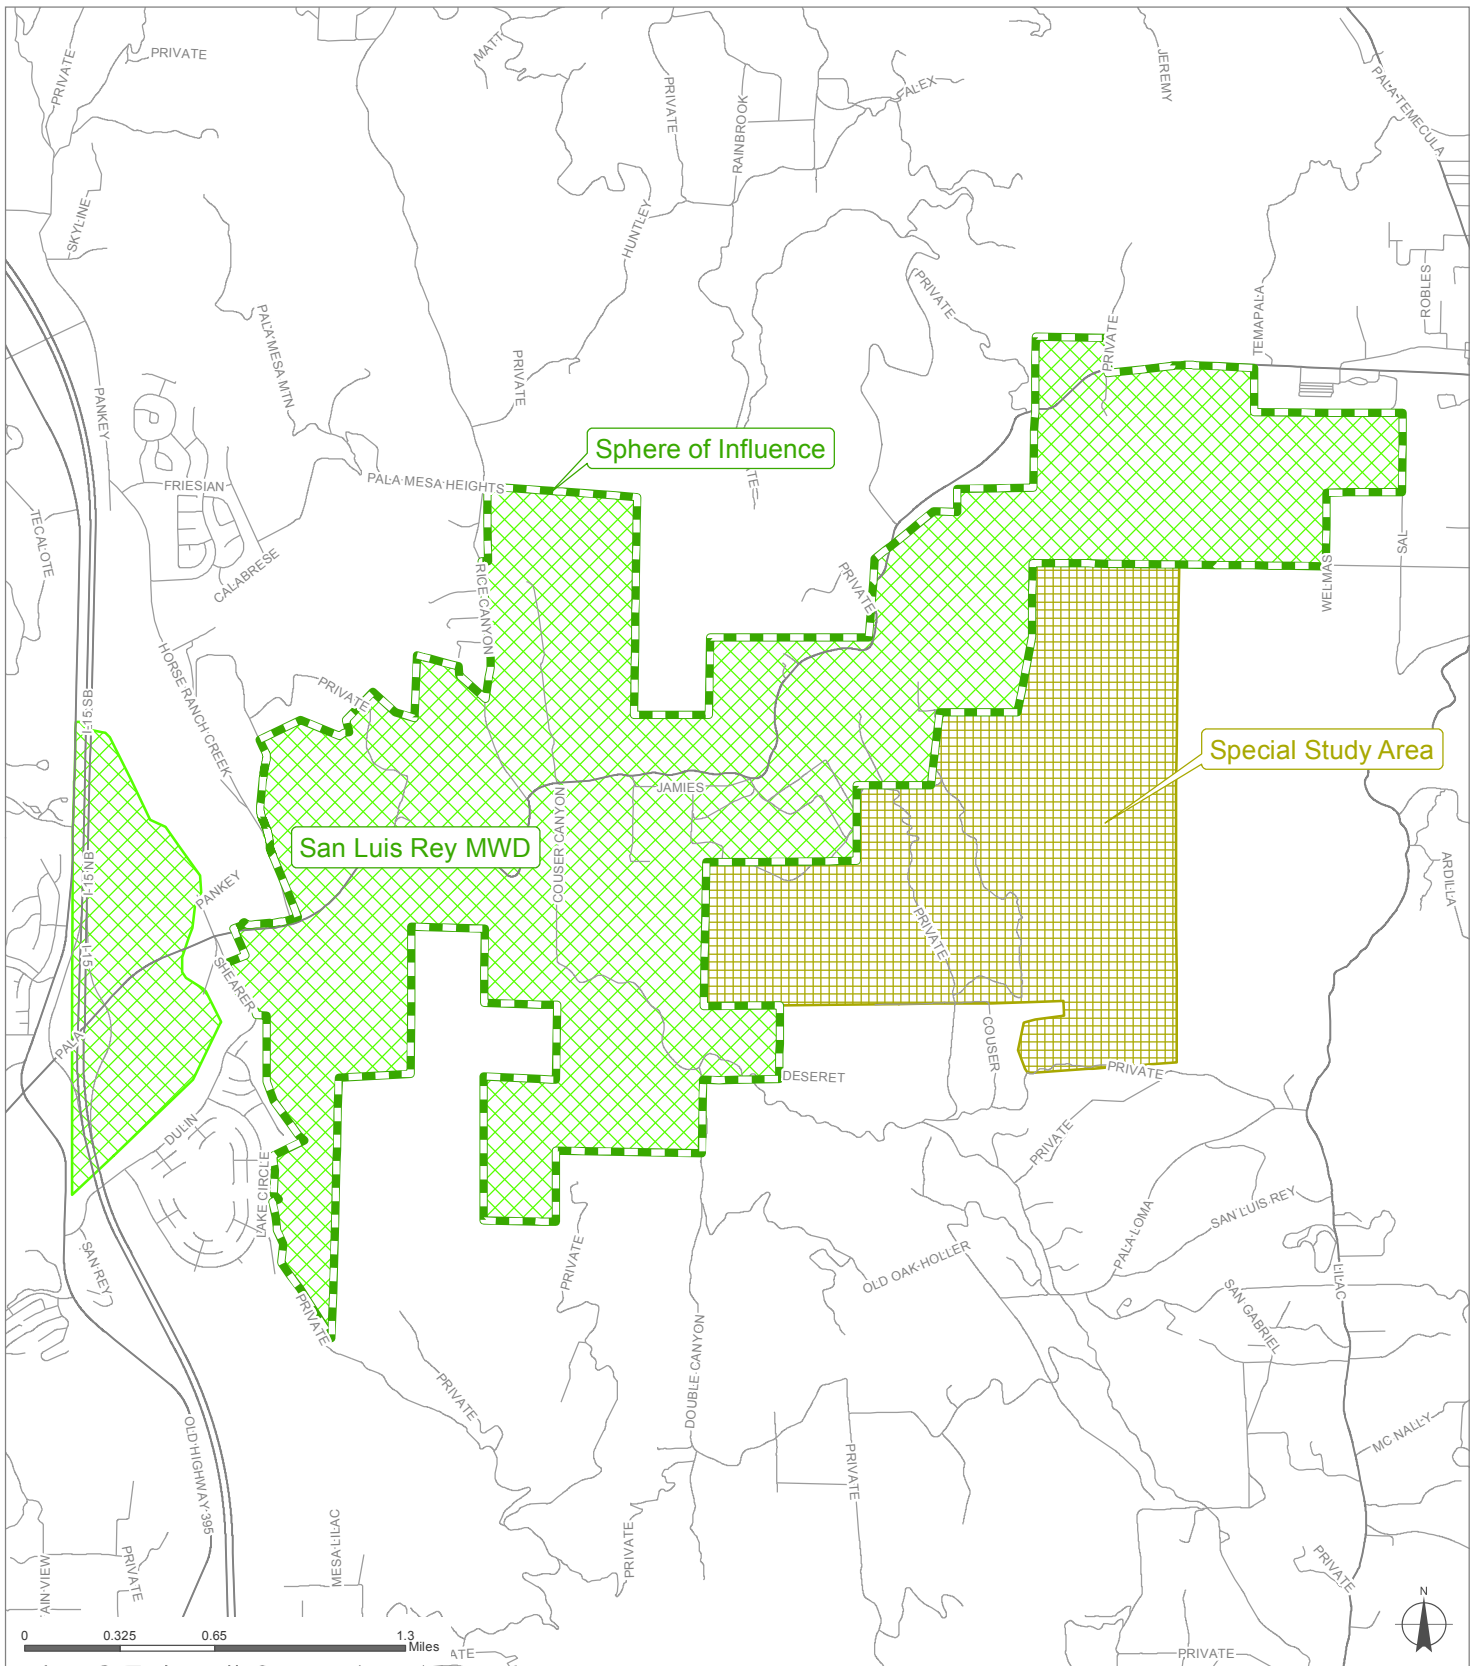 PRIVATE
PRIVATE
MATT
PRIVATE
RAINBROOK
ALEX
JEREMY
PALA-TEMECULA
SKYLINE
HUNTLEY
PRIVATE
ROBLES
TEMAPALA
PALA MESA MTN
PRIVATE
PRIVATE
PANKEY
Sphere of Influence
PALA MESA HEIGHTS
FRIESIAN
TECALOTE
CALABRESE
RICE CANYON
PRIVATE
WELMAS
SAL
HORSE RANCH CREEK
PRIVATE
I-15 SB
Special Study Area
JAMIES
San Luis Rey MWD
COUSER CANYON
I-15 NB
PANKEY
ARDILLA
PRIVATE
I-15
SHEARER
PALA
COUSER
DESERET
PRIVATE
DULIN
PRIVATE
LAKE CIRCLE
SAN LUIS REY
PALA LOMA
SAN REY
PRIVATE
OLD OAK HOLLER
LILAC
SAN GABRIEL
PRIVATE
DOUBLE CANYON
PRIVATE
MC NALLY
OLD HIGHWAY 395
PRIVATE
MESA LILAC
PRIVATE
PRIVATE
AIN VIEW
PRIVATE
N
0 0.325 0.65 1.3
Miles
ATE
PRIVATE